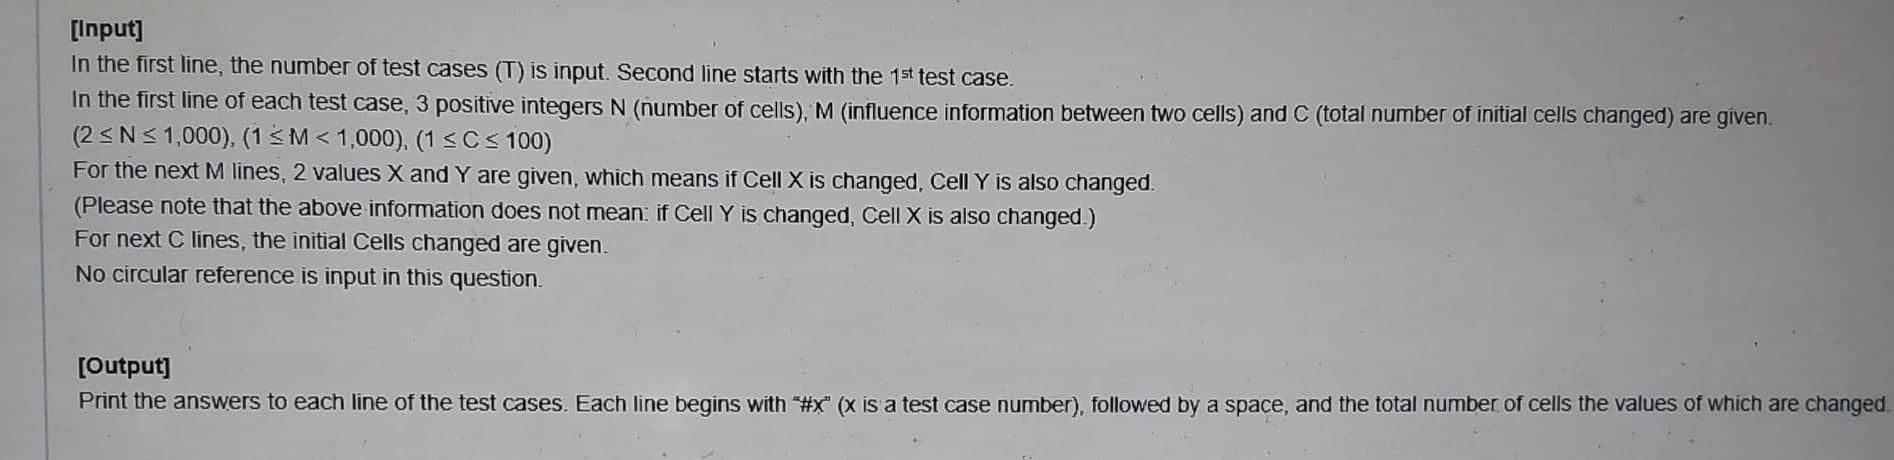 [Input]
In the first line, the number of test cases (T) is input. Second line starts with the 1st test case.
In the first line of each test case, 3 positive integers N (number of cells), M (influence information between two cells) and C (total number of initial cells changed) are given.
(2 ≤ N ≤ 1,000), (1 ≤ M < 1,000), (1 ≤ C ≤ 100)
For the next M lines, 2 values X and Y are given, which means if Cell X is changed, Cell Y is also changed.
(Please note that the above information does not mean: if Cell Y is changed, Cell X is also changed.)
For next C lines, the initial Cells changed are given.
No circular reference is input in this question.
[Output]
Print the answers to each line of the test cases. Each line begins with “#x” (x is a test case number), followed by a space, and the total number of cells the values of which are changed.